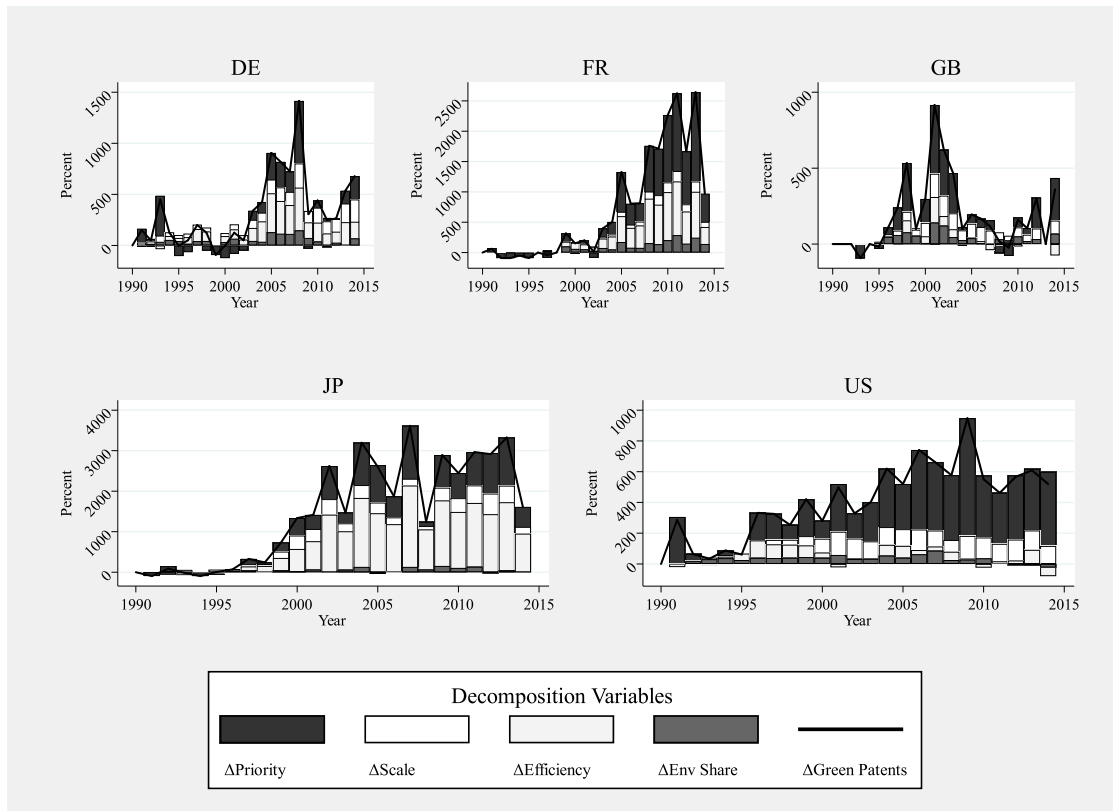 DE
FR
GB
1500
1000
500
0
Percent
1990 1995 2000 2005 2010 2015
Year
2500
2000
1500
1000
500
0
Percent
1990 1995 2000 2005 2010 2015
Year
1000
500
0
Percent
1990 1995 2000 2005 2010 2015
Year
JP
US
4000
3000
2000
1000
0
Percent
1990 1995 2000 2005 2010 2015
Year
1000
800
600
400
200
0
Percent
1990 1995 2000 2005 2010 2015
Year
Decomposition Variables
ΔPriority ΔScale ΔEfficiency ΔEnv Share ΔGreen Patents